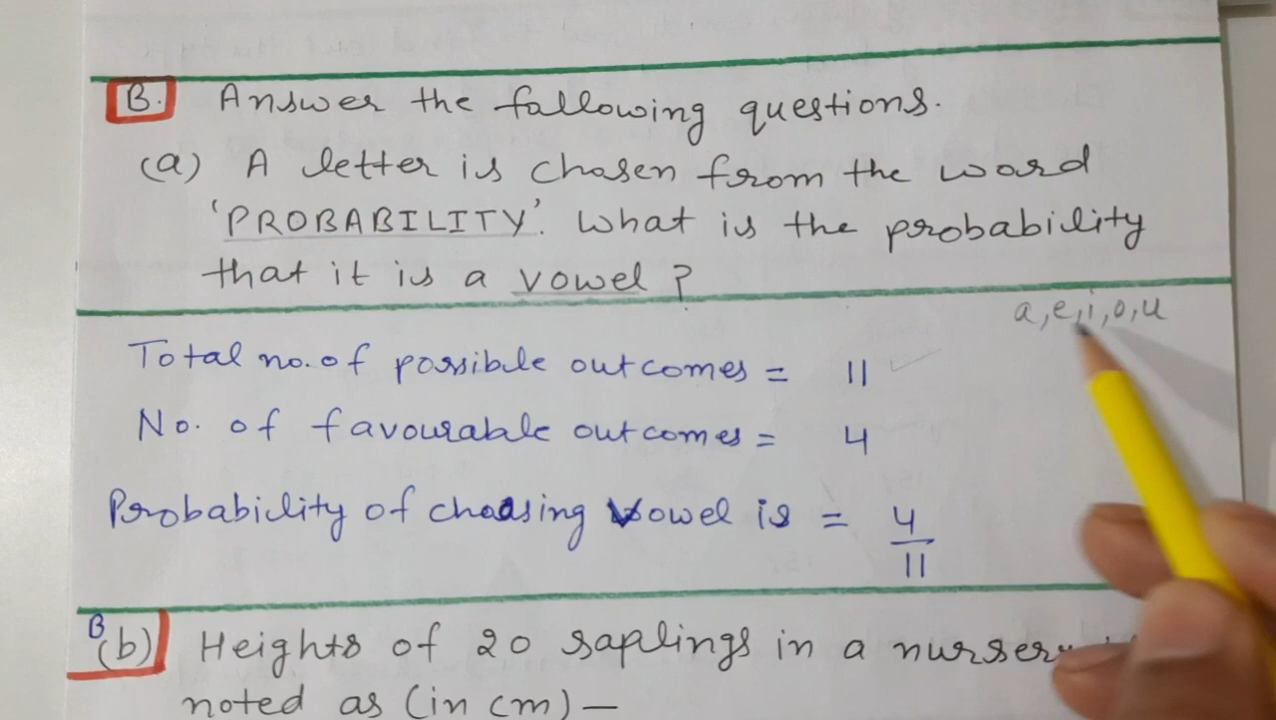 B. Answer the following questions.
(a) A letter is chosen from the word
'PROBABILITY'. What is the probability
that it is a vowel ?
a, e, i, o, u
Total no. of possible outcomes = 11
No. of favourable outcomes = 4
Probability of choosing Vowel is = 4/11
B(b) Heights of 20 saplings in a
noted as (in cm) —